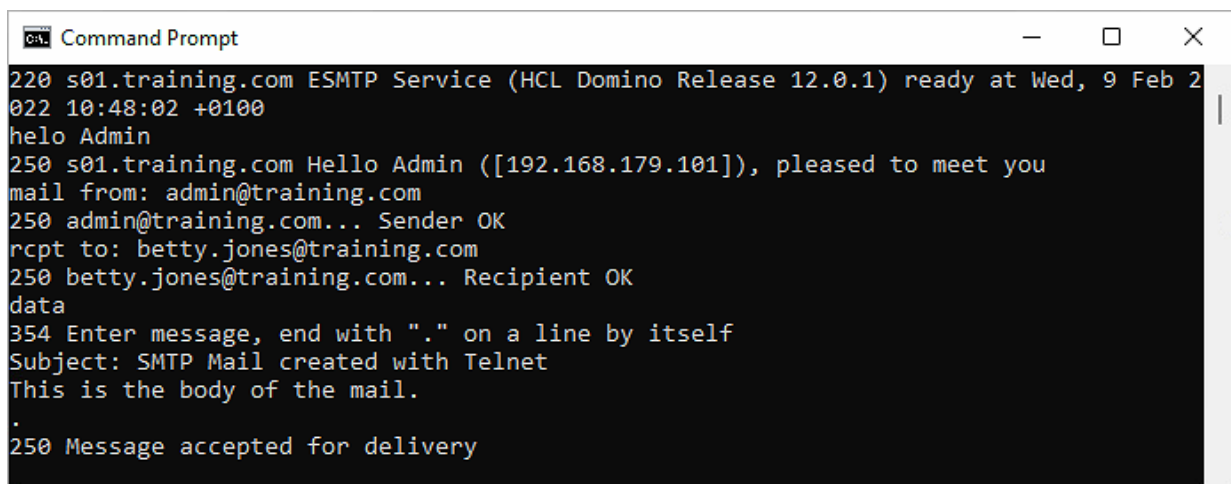 Command Prompt
220 s01.training.com ESMTP Service (HCL Domino Release 12.0.1) ready at Wed, 9 Feb 2
022 10:48:02 +0100
helo Admin
250 s01.training.com Hello Admin ([192.168.179.101]), pleased to meet you
mail from: admin@training.com
250 admin@training.com... Sender OK
rcpt to: betty.jones@training.com
250 betty.jones@training.com... Recipient OK
data
354 Enter message, end with "." on a line by itself
Subject: SMTP Mail created with Telnet
This is the body of the mail.
.
250 Message accepted for delivery